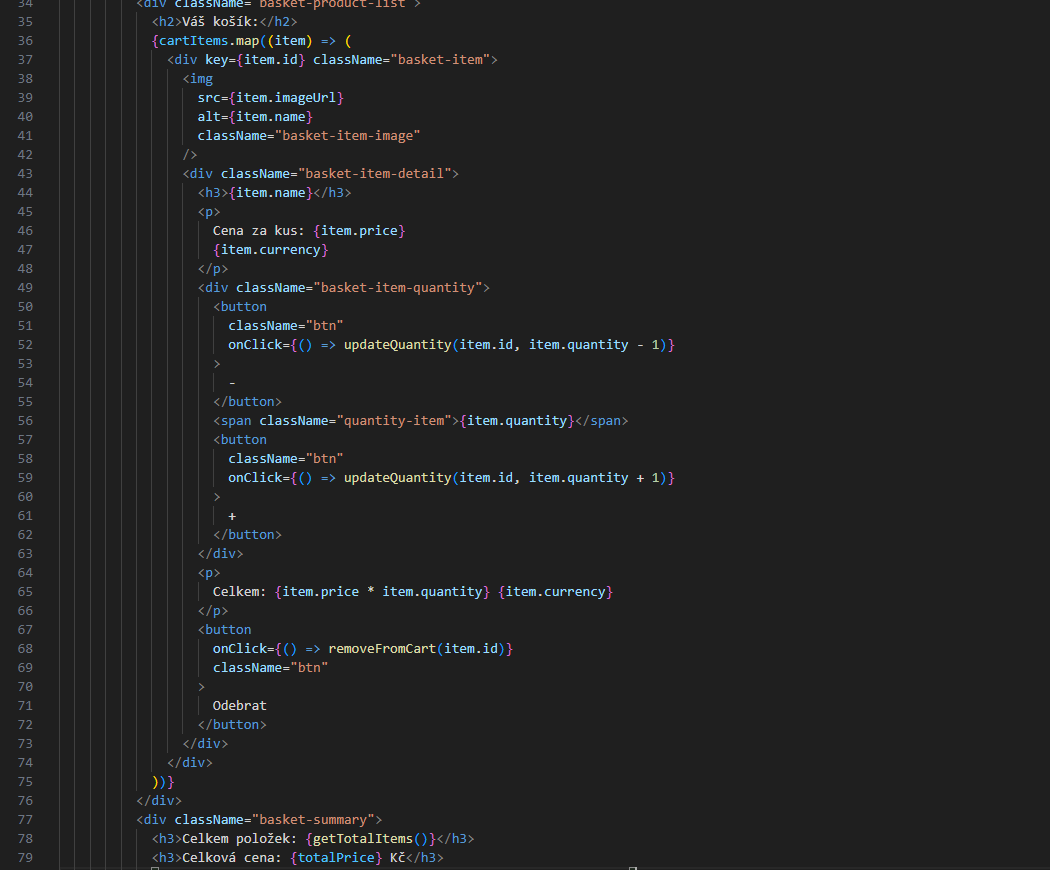 34 <div className="basket-product-list">
35 <h2>Váš košík:</h2>
36 {cartItems.map((item) => (
37 <div key={item.id} className="basket-item">
38 <img
39 src={item.imageUrl}
40 alt={item.name}
41 className="basket-item-image"
42 />
43 <div className="basket-item-detail">
44 <h3>{item.name}</h3>
45 <p>
46 Cena za kus: {item.price}
47 {item.currency}
48 </p>
49 <div className="basket-item-quantity">
50 <button
51 className="btn"
52 onClick={() => updateQuantity(item.id, item.quantity - 1)}
53 >
54 -
55 </button>
56 <span className="quantity-item">{item.quantity}</span>
57 <button
58 className="btn"
59 onClick={() => updateQuantity(item.id, item.quantity + 1)}
60 >
61 +
62 </button>
63 </div>
64 <p>
65 Celkem: {item.price * item.quantity} {item.currency}
66 </p>
67 <button
68 onClick={() => removeFromCart(item.id)}
69 className="btn"
70 >
71 Odebrat
72 </button>
73 </div>
74 </div>
75 ))}
76 </div>
77 <div className="basket-summary">
78 <h3>Celkem položek: {getTotalItems()}</h3>
79 <h3>Celková cena: {totalPrice} Kč</h3>